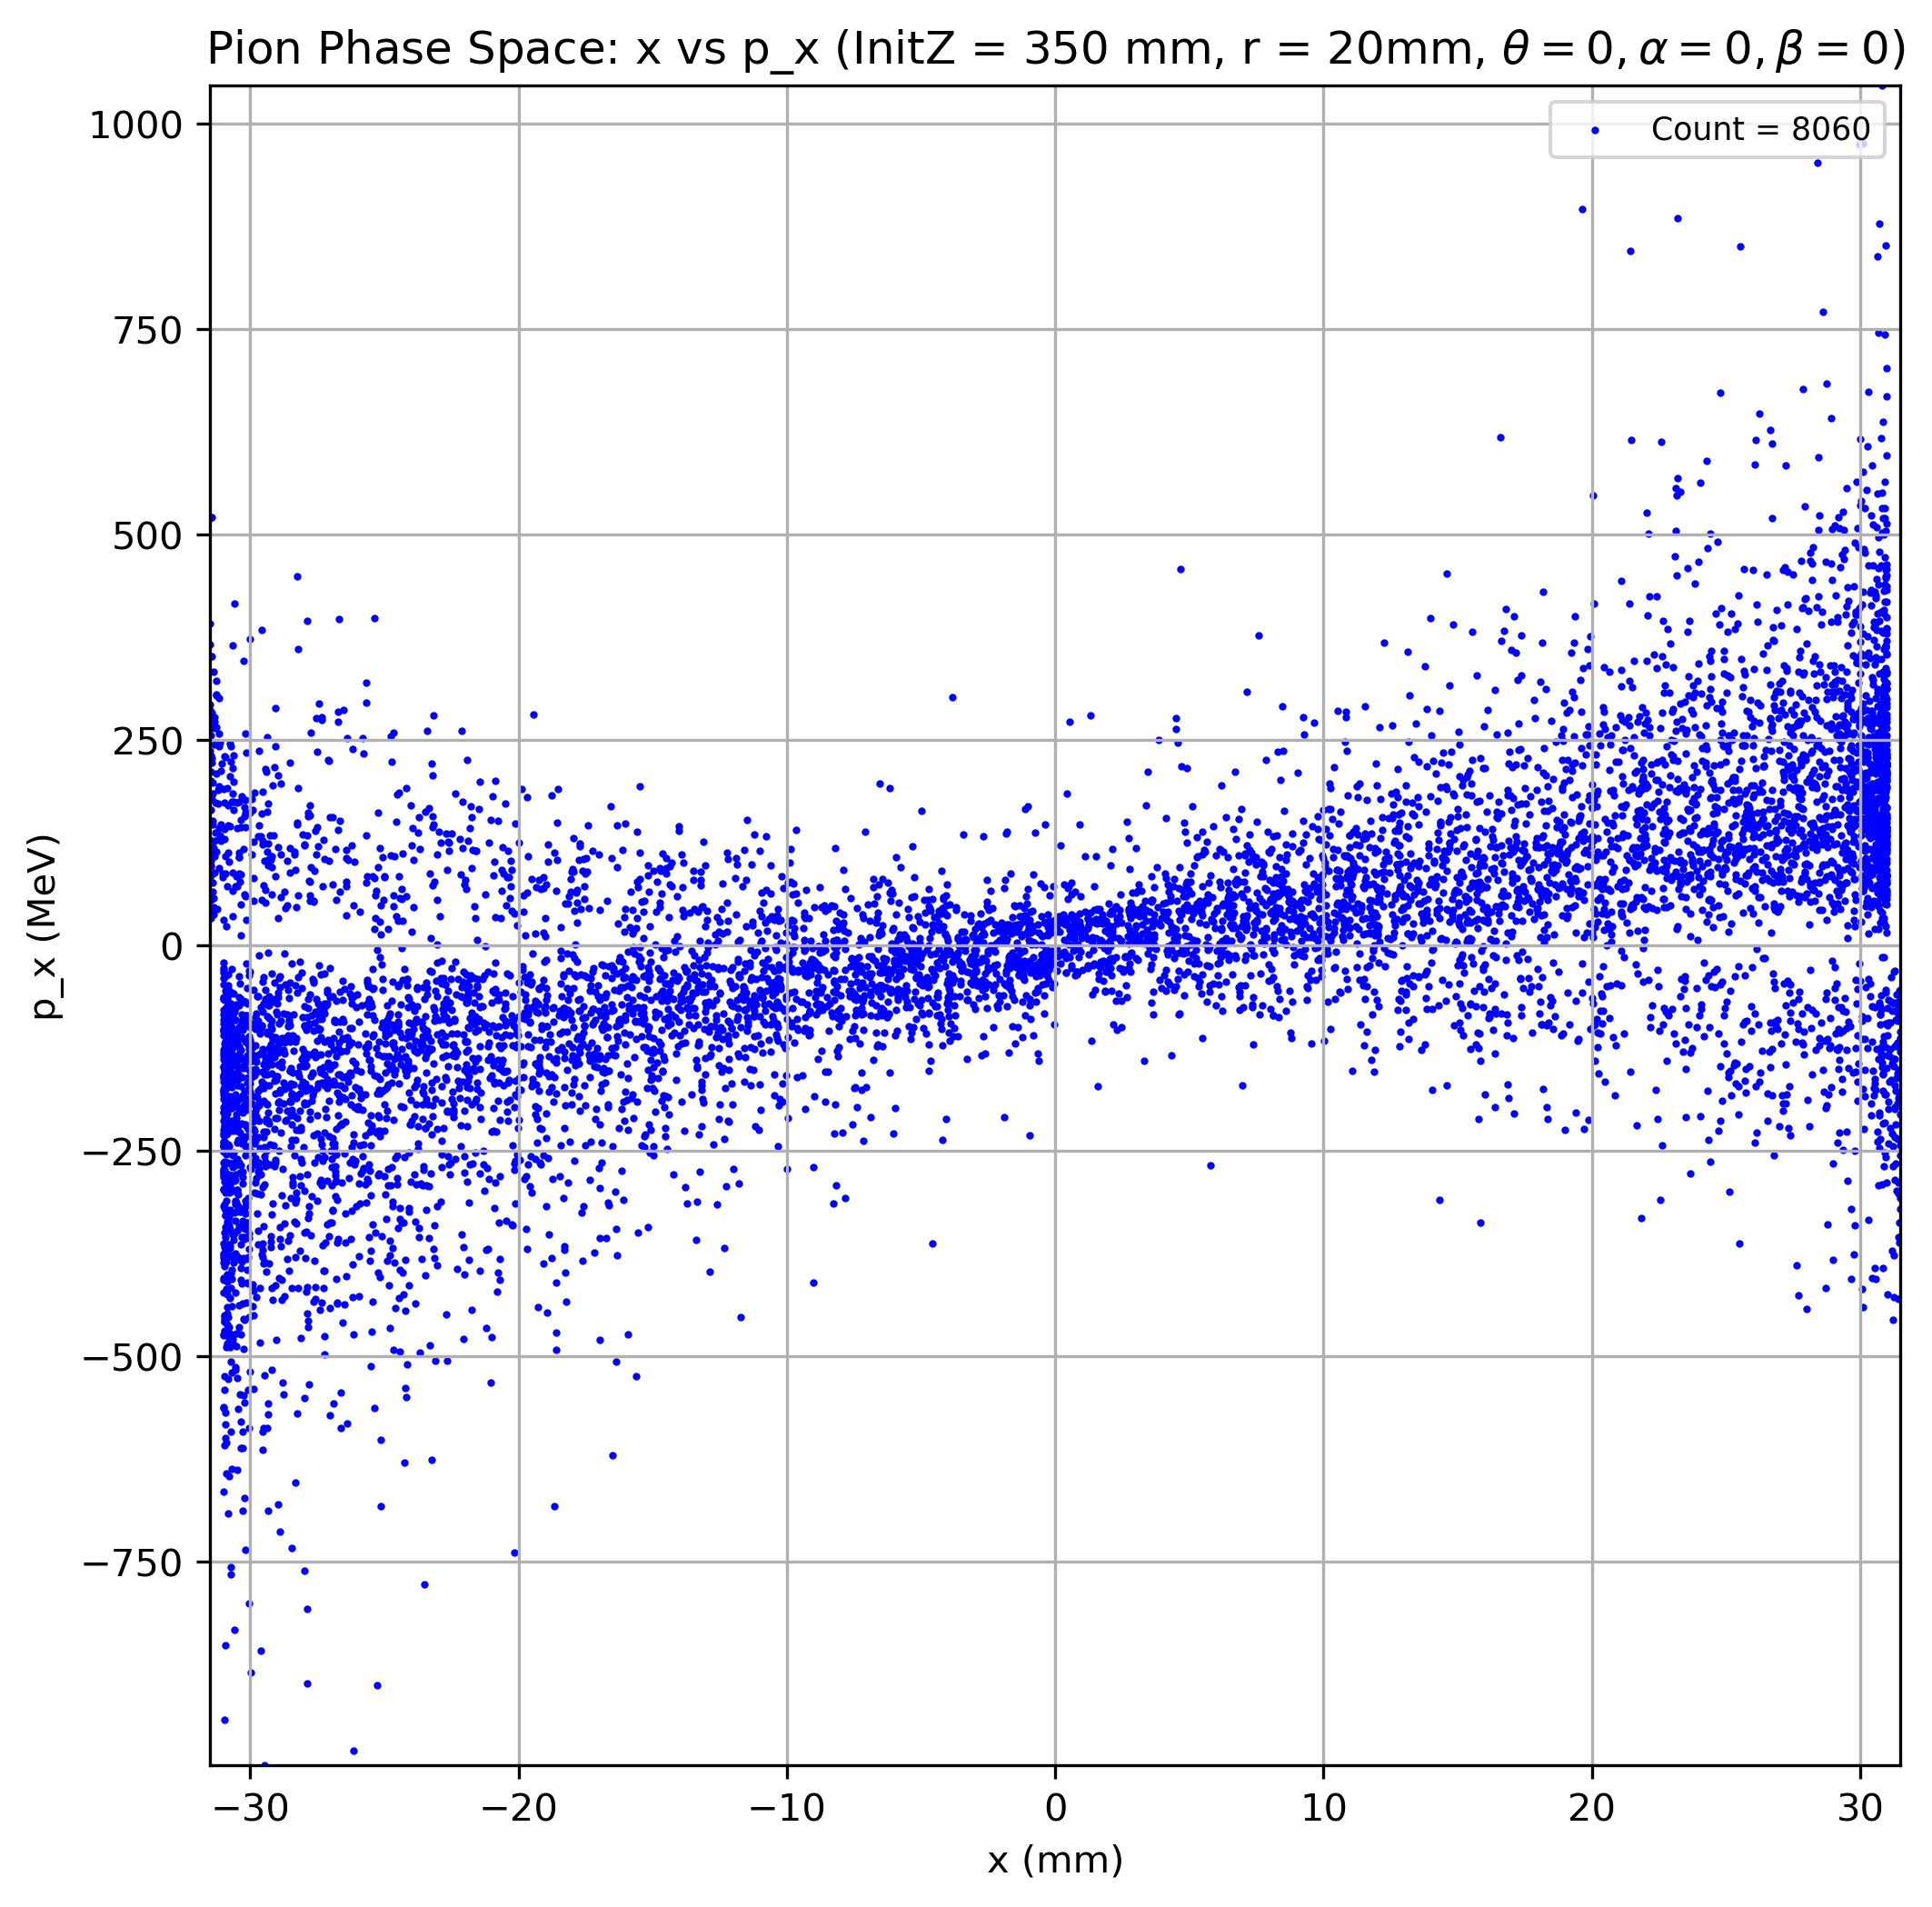 Pion Phase Space: x vs p_x (InitZ = 350 mm, r = 20mm, θ = 0, α = 0, β = 0)
Count = 8060
1000
750
500
250
0
−250
−500
−750
p_x (MeV)
−30 −20 −10 0 10 20 30
x (mm)